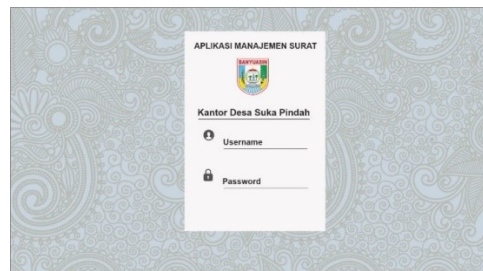 APLIKASI MANAJEMEN SURAT
BANYUASIN
Kantor Desa Suka Pindah
Username
Password